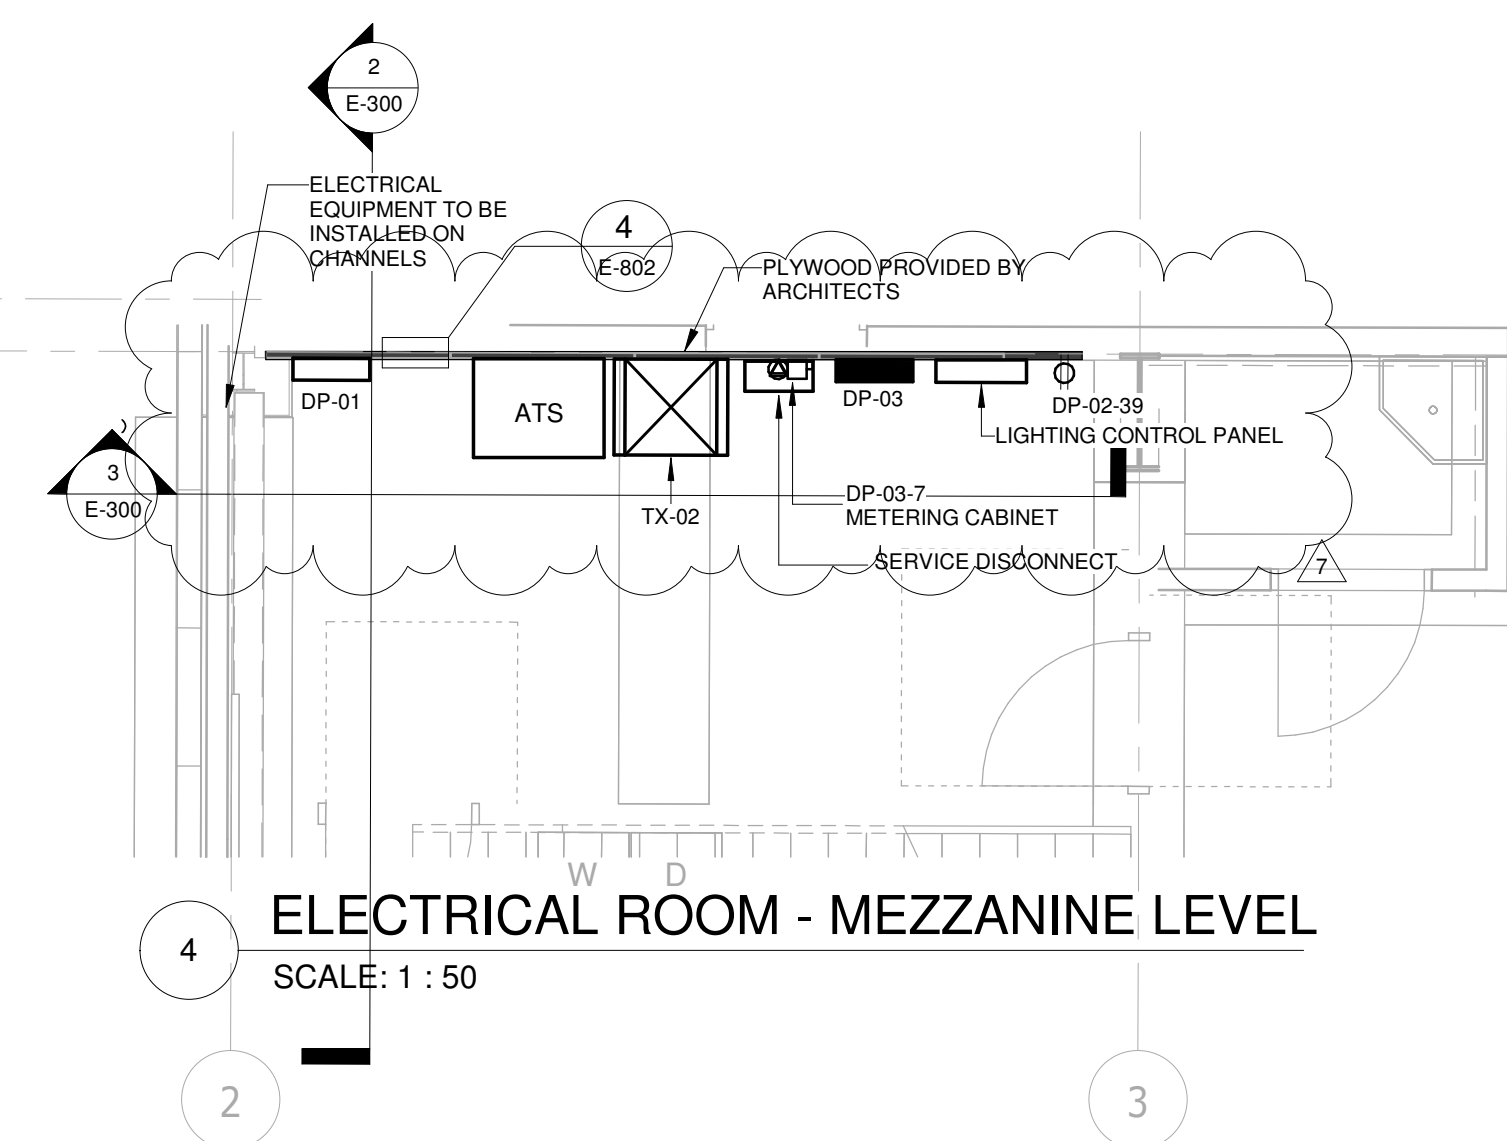 2
E-300
ELECTRICAL
EQUIPMENT TO BE
INSTALLED ON
CHANNELS
4
E-802
PLYWOOD PROVIDED BY
ARCHITECTS
DP-01
ATS
DP-03
DP-02-39
LIGHTING CONTROL PANEL
3
E-300
TX-02
DP-03-7
METERING CABINET
SERVICE DISCONNECT
7
W D
4
ELECTRICAL ROOM - MEZZANINE LEVEL
SCALE: 1 : 50
2
3